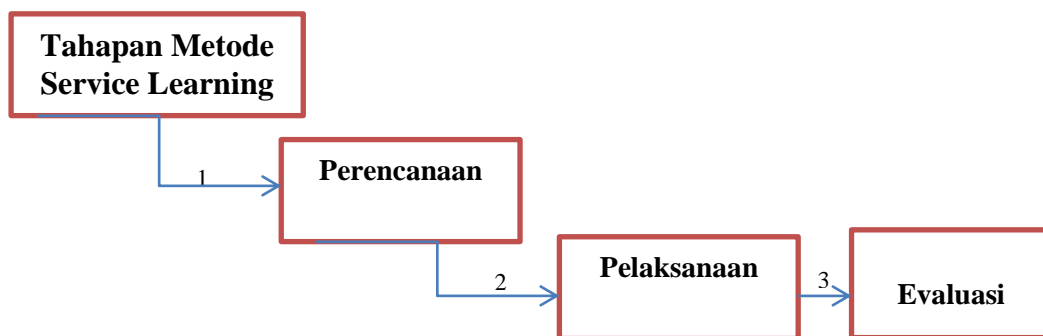 Tahapan Metode
Service Learning
1
Perencanaan
2
Pelaksanaan
3
Evaluasi